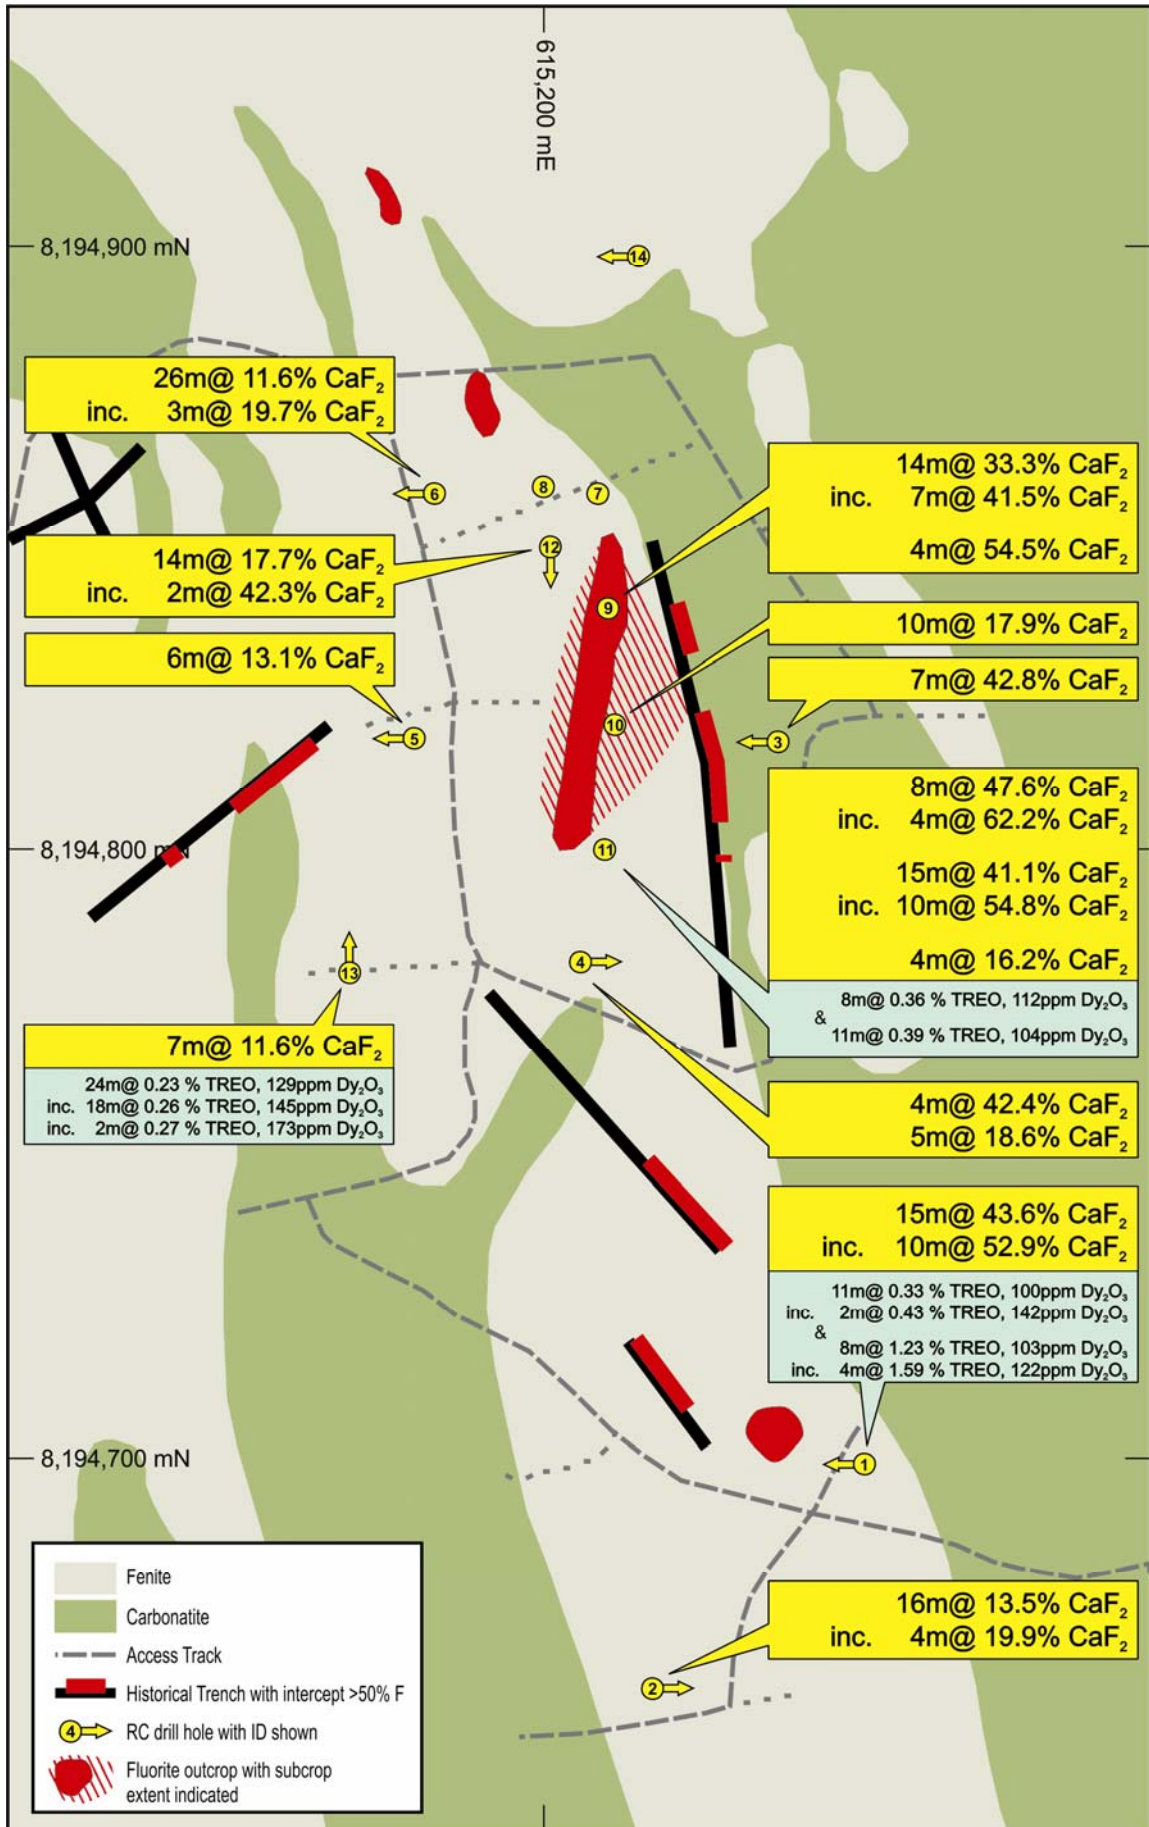 615,200 mE
8,194,900 mN
14
26m@ 11.6% CaF₂
inc. 3m@ 19.7% CaF₂
6
8
7
14m@ 33.3% CaF₂
inc. 7m@ 41.5% CaF₂
4m@ 54.5% CaF₂
12
14m@ 17.7% CaF₂
inc. 2m@ 42.3% CaF₂
9
10m@ 17.9% CaF₂
6m@ 13.1% CaF₂
7m@ 42.8% CaF₂
5
10
3
8m@ 47.6% CaF₂
inc. 4m@ 62.2% CaF₂
15m@ 41.1% CaF₂
inc. 10m@ 54.8% CaF₂
4m@ 16.2% CaF₂
8m@ 0.36 % TREO, 112ppm Dy₂O₃
&
11m@ 0.39 % TREO, 104ppm Dy₂O₃
8,194,800 mN
11
4
13
7m@ 11.6% CaF₂
24m@ 0.23 % TREO, 129ppm Dy₂O₃
inc. 18m@ 0.26 % TREO, 145ppm Dy₂O₃
inc. 2m@ 0.27 % TREO, 173ppm Dy₂O₃
4m@ 42.4% CaF₂
5m@ 18.6% CaF₂
15m@ 43.6% CaF₂
inc. 10m@ 52.9% CaF₂
11m@ 0.33 % TREO, 100ppm Dy₂O₃
inc. 2m@ 0.43 % TREO, 142ppm Dy₂O₃
&
8m@ 1.23 % TREO, 103ppm Dy₂O₃
inc. 4m@ 1.59 % TREO, 122ppm Dy₂O₃
8,194,700 mN
1
16m@ 13.5% CaF₂
inc. 4m@ 19.9% CaF₂
2
Fenite
Carbonatite
Access Track
Historical Trench with intercept >50% F
4
RC drill hole with ID shown
Fluorite outcrop with subcrop
extent indicated